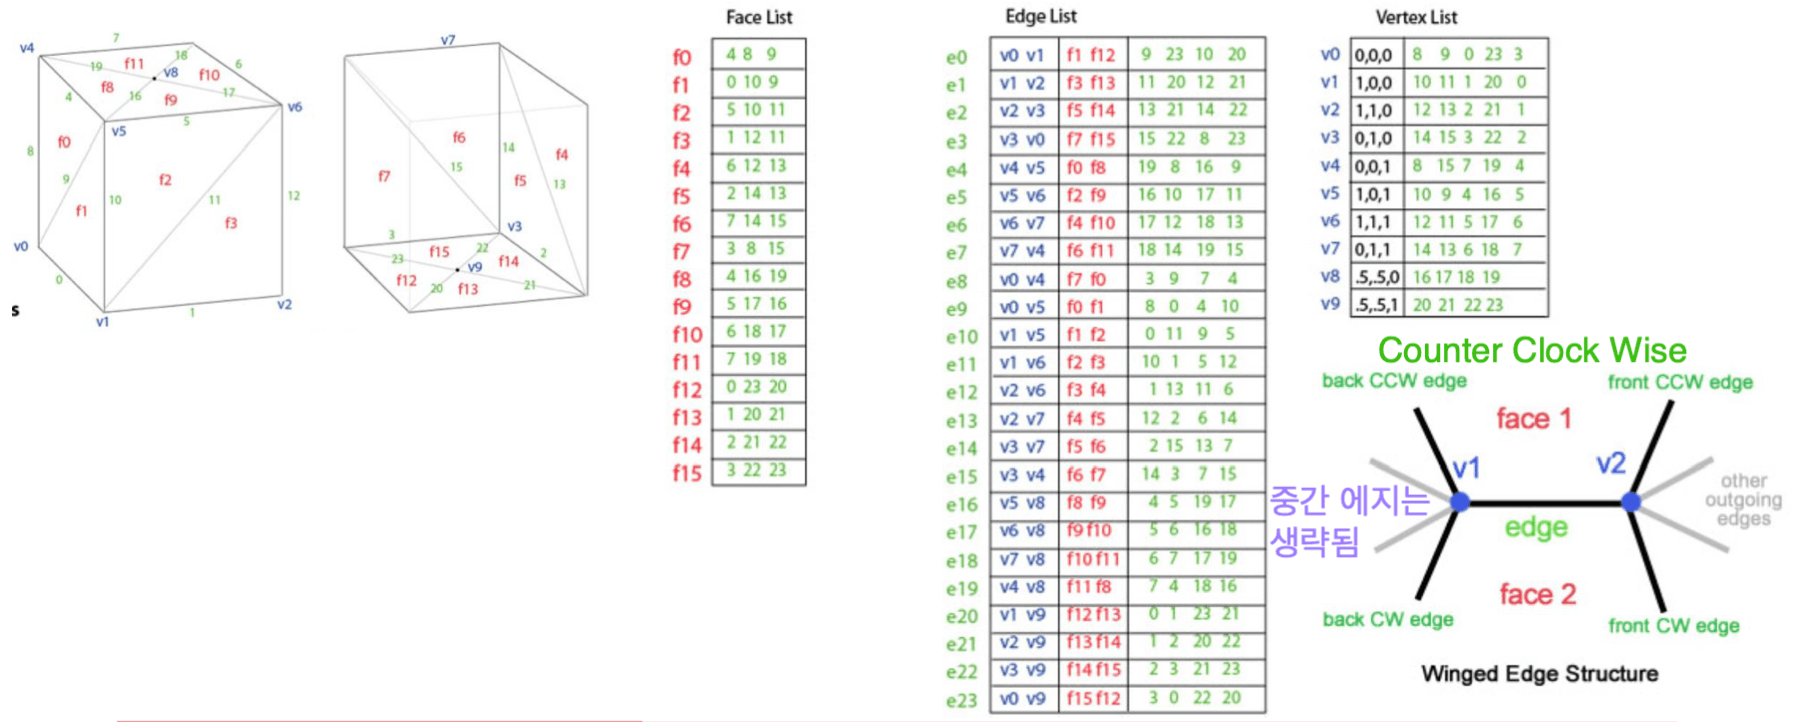 v4
7
18
19
f11
v8
6
f10
f8
4
16
f9
17
v6
5
v5
f0
8
9
f2
10
11
12
f1
f3
v0
0
v1
1
v2
s
v7
f6
14
f4
15
f7
f5
13
v3
3
f15
22
2
23
v9
f14
f12
20
f13
21
Face List
f0 4 8 9
f1 0 10 9
f2 5 10 11
f3 1 12 11
f4 6 12 13
f5 2 14 13
f6 7 14 15
f7 3 8 15
f8 4 16 19
f9 5 17 16
f10 6 18 17
f11 7 19 18
f12 0 23 20
f13 1 20 21
f14 2 21 22
f15 3 22 23
Edge List
e0 v0 v1 f1 f12 9 23 10 20
e1 v1 v2 f3 f13 11 20 12 21
e2 v2 v3 f5 f14 13 21 14 22
e3 v3 v0 f7 f15 15 22 8 23
e4 v4 v5 f0 f8 19 8 16 9
e5 v5 v6 f2 f9 16 10 17 11
e6 v6 v7 f4 f10 17 12 18 13
e7 v7 v4 f6 f11 18 14 19 15
e8 v0 v4 f7 f0 3 9 7 4
e9 v0 v5 f0 f1 8 0 4 10
e10 v1 v5 f1 f2 0 11 9 5
e11 v1 v6 f2 f3 10 1 5 12
e12 v2 v6 f3 f4 1 13 11 6
e13 v2 v7 f4 f5 12 2 6 14
e14 v3 v7 f5 f6 2 15 13 7
e15 v3 v4 f6 f7 14 3 7 15
e16 v5 v8 f8 f9 4 5 19 17
e17 v6 v8 f9 f10 5 6 16 18
e18 v7 v8 f10 f11 6 7 17 19
e19 v4 v8 f11 f8 7 4 18 16
e20 v1 v9 f12 f13 0 1 23 21
e21 v2 v9 f13 f14 1 2 20 22
e22 v3 v9 f14 f15 2 3 21 23
e23 v0 v9 f15 f12 3 0 22 20
Vertex List
v0 0,0,0 8 9 0 23 3
v1 1,0,0 10 11 1 20 0
v2 1,1,0 12 13 2 21 1
v3 0,1,0 14 15 3 22 2
v4 0,0,1 8 15 7 19 4
v5 1,0,1 10 9 4 16 5
v6 1,1,1 12 11 5 17 6
v7 0,1,1 14 13 6 18 7
v8 .5,.5,0 16 17 18 19
v9 .5,.5,1 20 21 22 23
Counter Clock Wise
back CCW edge
front CCW edge
face 1
v1
v2
중간 에지는
생략됨
other
outgoing
edges
edge
face 2
back CW edge
front CW edge
Winged Edge Structure